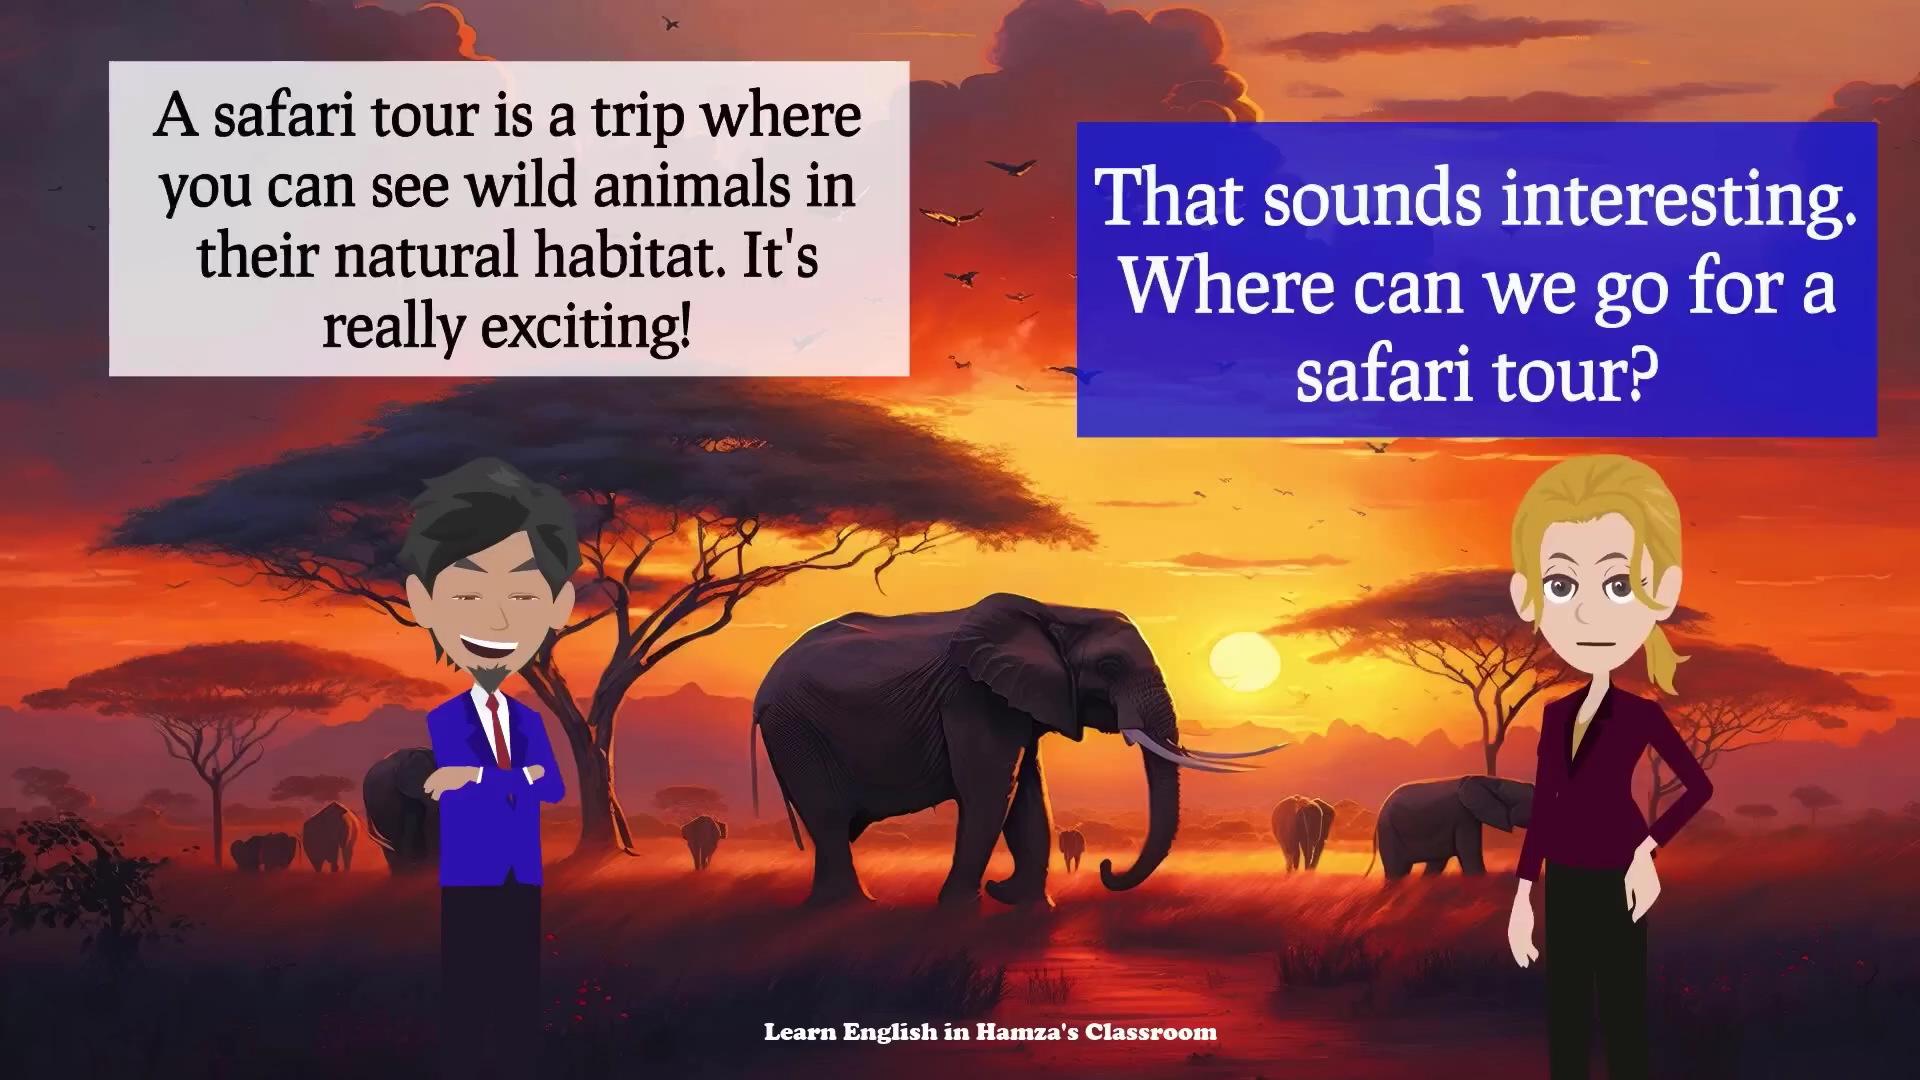 A safari tour is a trip where
you can see wild animals in
their natural habitat. It's
really exciting!
That sounds interesting.
Where can we go for a
safari tour?
Learn English in Hamza's Classroom